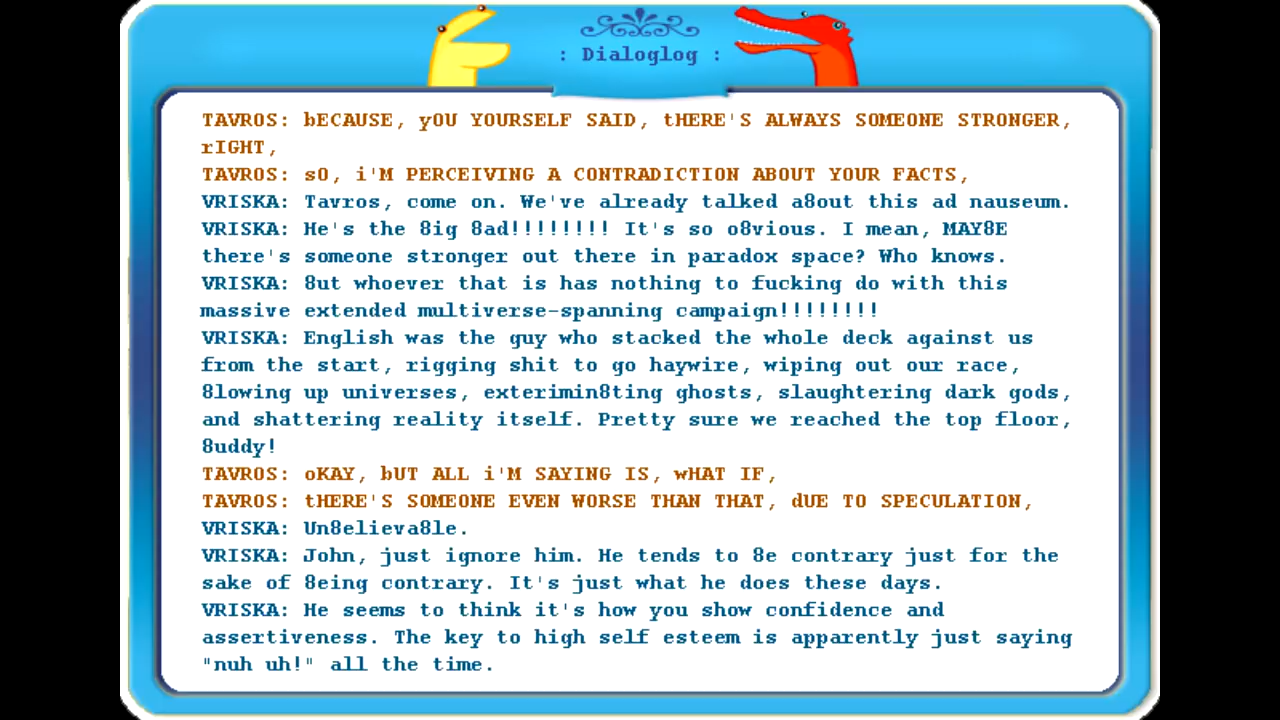 : Dialoglog :
TAVROS: bECAUSE, yOU YOURSELF SAID, tHERE'S ALWAYS SOMEONE STRONGER,
rIGHT,
TAVROS: sO, i'M PERCEIVING A CONTRADICTION ABOUT YOUR FACTS,
VRISKA: Tavros, come on. We've already talked a8out this ad nauseum.
VRISKA: He's the 8ig 8ad!!!!!!!! It's so o8vious. I mean, MAY8E
there's someone stronger out there in paradox space? Who knows.
VRISKA: 8ut whoever that is has nothing to fucking do with this
massive extended multiverse-spanning campaign!!!!!!!!
VRISKA: English was the guy who stacked the whole deck against us
from the start, rigging shit to go haywire, wiping out our race,
8lowing up universes, exterimin8ting ghosts, slaughtering dark gods,
and shattering reality itself. Pretty sure we reached the top floor,
8uddy!
TAVROS: oKAY, bUT ALL i'M SAYING IS, wHAT IF,
TAVROS: tHERE'S SOMEONE EVEN WORSE THAN THAT, dUE TO SPECULATION,
VRISKA: Un8elieva8le.
VRISKA: John, just ignore him. He tends to 8e contrary just for the
sake of 8eing contrary. It's just what he does these days.
VRISKA: He seems to think it's how you show confidence and
assertiveness. The key to high self esteem is apparently just saying
"nuh uh!" all the time.